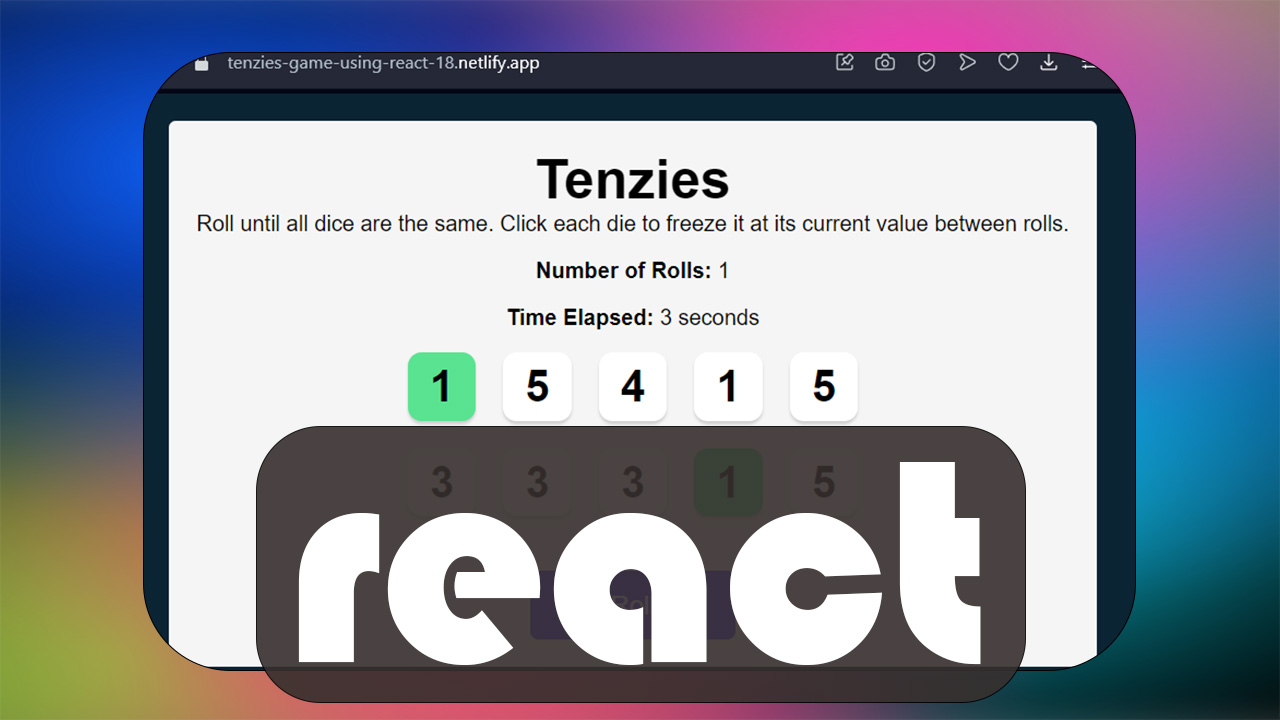 tenzies-game-using-react-18.netlify.app
Tenzies
Roll until all dice are the same. Click each die to freeze it at its current value between rolls.
Number of Rolls: 1
Time Elapsed: 3 seconds
1 5 4 1 5
3 3 3 1 5
react